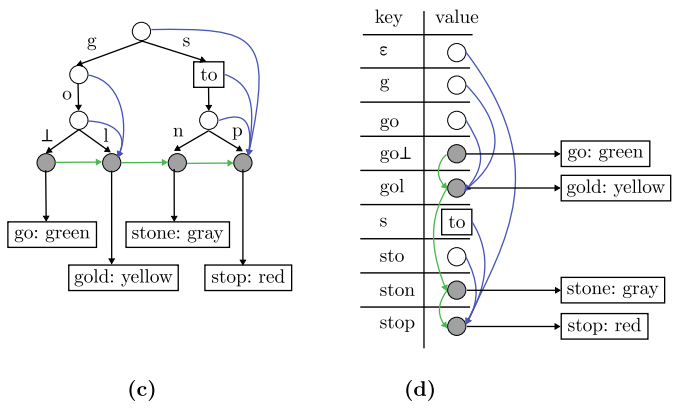 g s
to
o
⊥ l n p
go: green stone: gray
gold: yellow stop: red
(c)
key value
ε
g
go
go⊥ go: green
gol gold: yellow
s to
sto
ston stone: gray
stop stop: red
(d)